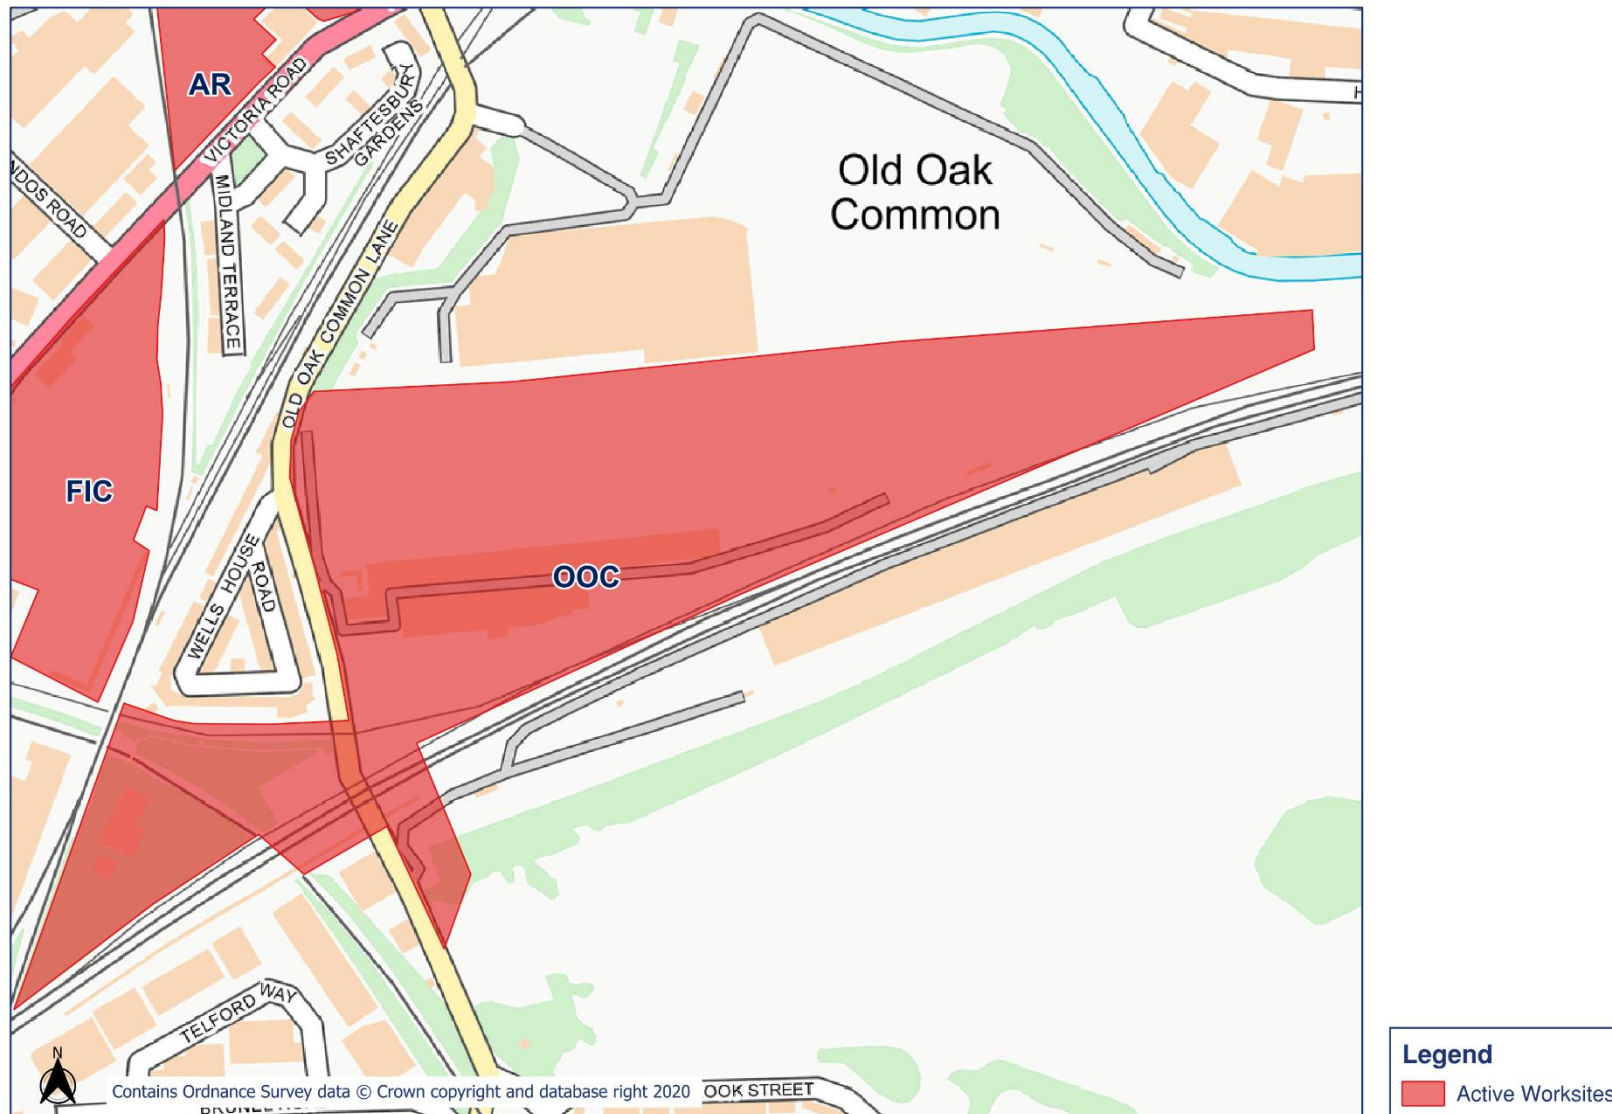 AR
VICTORIA ROAD
SHAFTESBURY
GARDENS
MIDLAND TERRACE
OLD OAK COMMON LANE
Old Oak
Common
FIC
WELLS HOUSE
ROAD
OOC
TELFORD WAY
N
Contains Ordnance Survey data © Crown copyright and database right 2020
OOK STREET
NDOS ROAD
Legend
Active Worksites